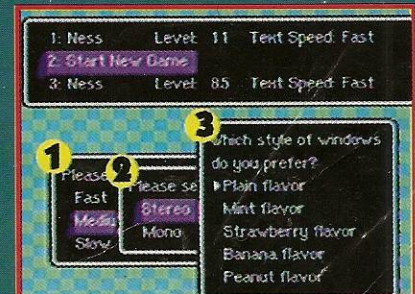 1: Ness Level: 11 Text Speed: Fast
2: Start New Game
3: Ness Level: 85 Text Speed: Fast
1
Please
Fast
Mediu
Slow
2
Please se
Stereo
Mono
3
Which style of windows
do you prefer?
▶Plain flavor
Mint flavor
Strawberry flavor
Banana flavor
Peanut flavor